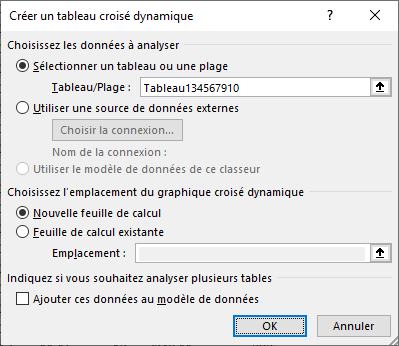 Créer un tableau croisé dynamique ? ×
Choisissez les données à analyser
Sélectionner un tableau ou une plage
Tableau/Plage : Tableau134567910
Utiliser une source de données externes
Choisir la connexion...
Nom de la connexion :
Utiliser le modèle de données de ce classeur
Choisissez l'emplacement du graphique croisé dynamique
Nouvelle feuille de calcul
Feuille de calcul existante
Emplacement :
Indiquez si vous souhaitez analyser plusieurs tables
Ajouter ces données au modèle de données
OK Annuler